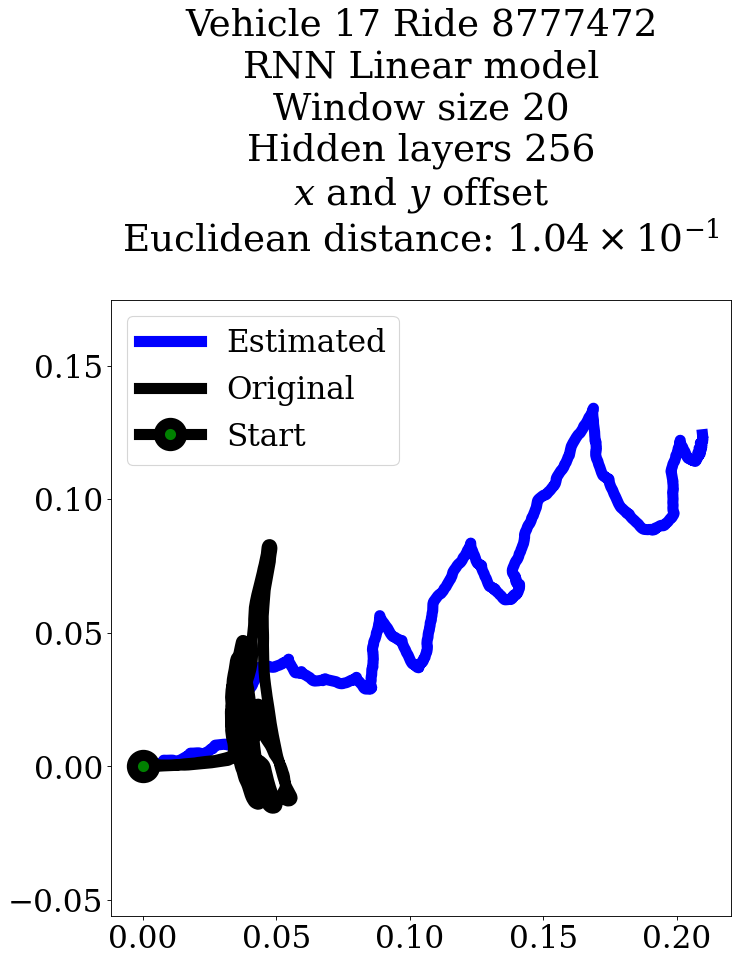 Vehicle 17 Ride 8777472
RNN Linear model
Window size 20
Hidden layers 256
x and y offset
Euclidean distance: 1.04 × 10⁻¹
Estimated
Original
Start
0.15
0.10
0.05
0.00
−0.05
0.00 0.05 0.10 0.15 0.20